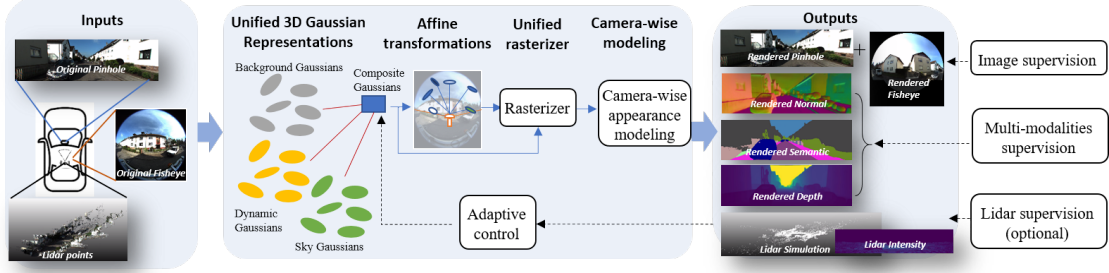 Inputs
Original Pinhole
Original Fisheye
Lidar points
Unified 3D Gaussian
Representations
Background Gaussians
Composite
Gaussians
Dynamic
Gaussians
Sky Gaussians
Affine
transformations
Unified
rasterizer
Rasterizer
Camera-wise
modeling
Camera-wise
appearance
modeling
Adaptive
control
Outputs
Rendered Pinhole
+
Rendered
Fisheye
Rendered Normal
Rendered Semantic
Rendered Depth
Lidar Simulation
Lidar Intensity
Image supervision
Multi-modalities
supervision
Lidar supervision
(optional)